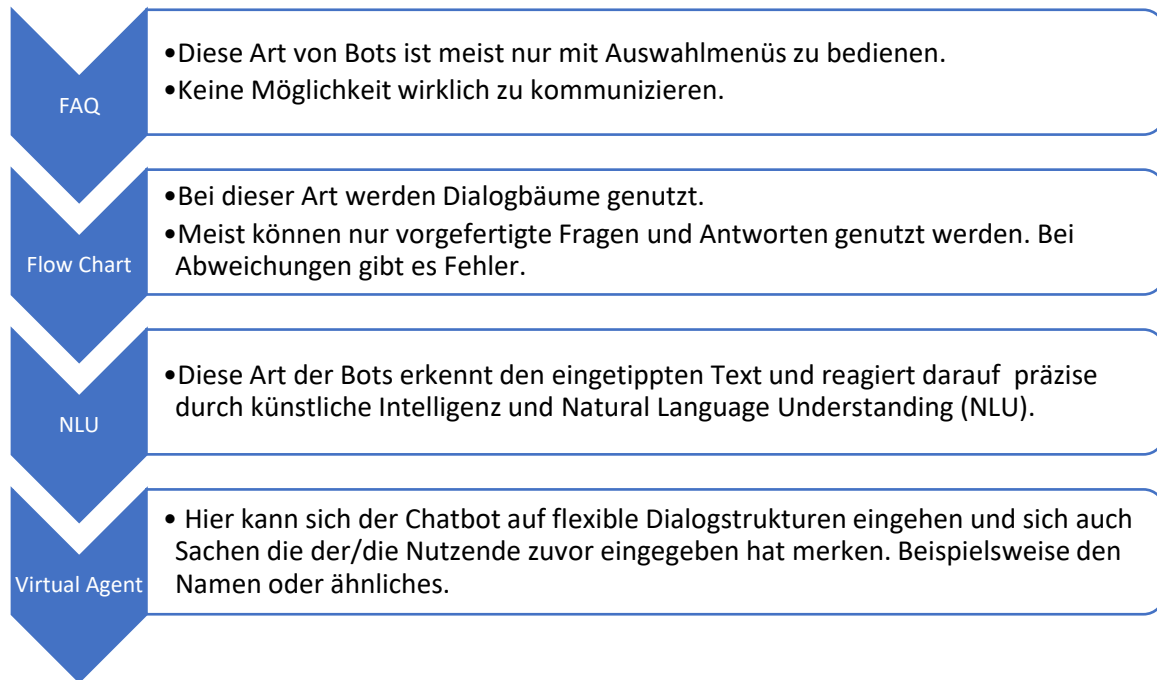 •Diese Art von Bots ist meist nur mit Auswahlmenüs zu bedienen.
•Keine Möglichkeit wirklich zu kommunizieren.
FAQ
•Bei dieser Art werden Dialogbäume genutzt.
•Meist können nur vorgefertigte Fragen und Antworten genutzt werden. Bei
Abweichungen gibt es Fehler.
Flow Chart
•Diese Art der Bots erkennt den eingetippten Text und reagiert darauf  präzise
durch künstliche Intelligenz und Natural Language Understanding (NLU).
NLU
• Hier kann sich der Chatbot auf flexible Dialogstrukturen eingehen und sich auch
Sachen die der/die Nutzende zuvor eingegeben hat merken. Beispielsweise den
Namen oder ähnliches.
Virtual Agent